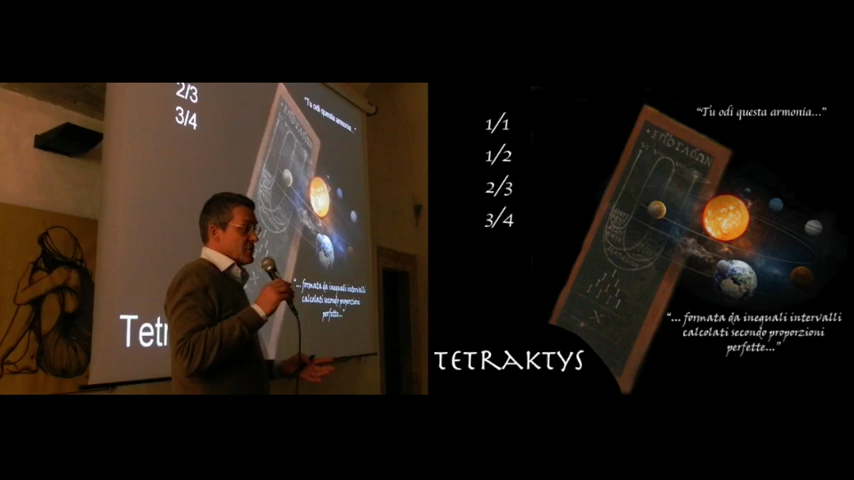 2/3
3/4
"Tu odi questa armonia..."
"... formata da ineguali intervalli
calcolati secondo proporzioni
perfette...
Tetr
1/1
1/2
2/3
3/4
"Tu odi questa armonia..."
"... formata da ineguali intervalli
calcolati secondo proporzioni
perfette..."
TETRAKTYS